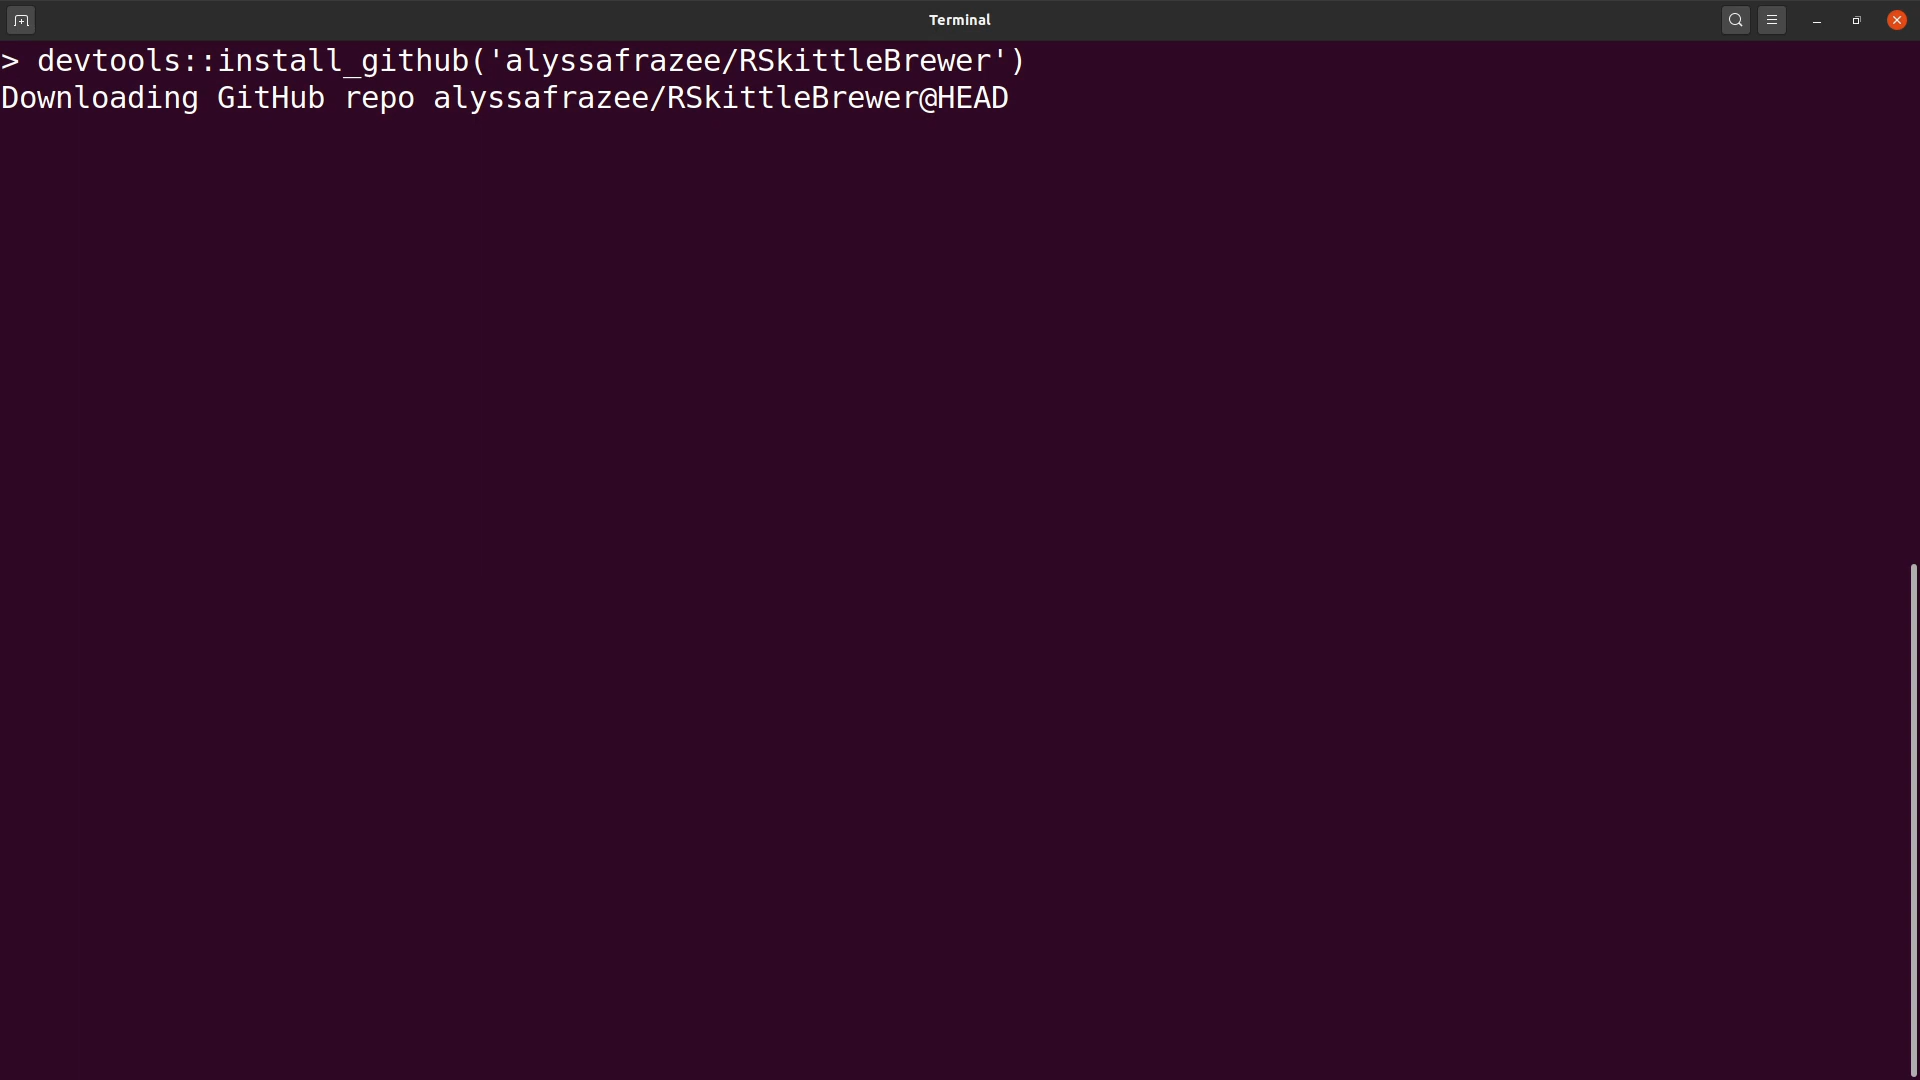 Terminal
> devtools::install_github('alyssafrazee/RSkittleBrewer')
Downloading GitHub repo alyssafrazee/RSkittleBrewer@HEAD